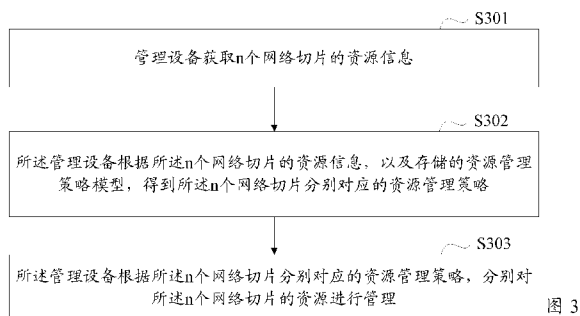 S301
管理设备获取n个网络切片的资源信息
S302
所述管理设备根据所述n个网络切片的资源信息，以及存储的资源管理
策略模型，得到所述n个网络切片分别对应的资源管理策略
S303
所述管理设备根据所述n个网络切片分别对应的资源管理策略，分别对
所述n个网络切片的资源进行管理
图 3